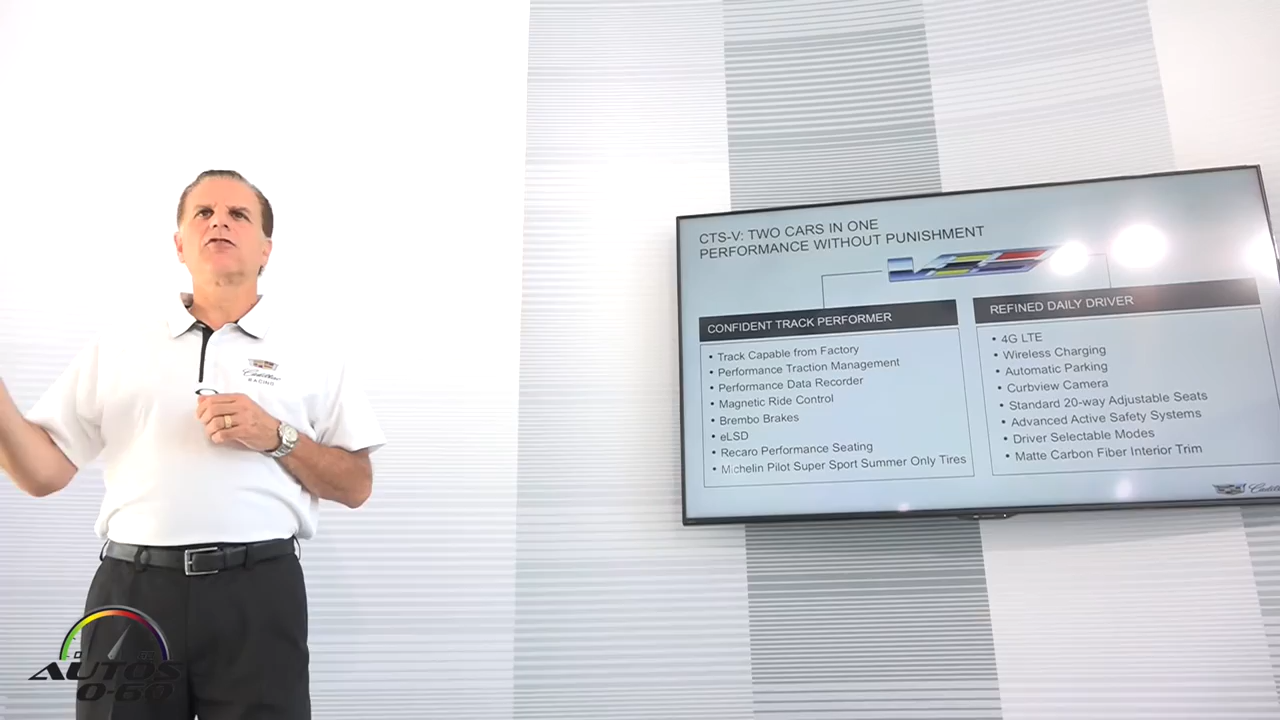 CTS-V: TWO CARS IN ONE
PERFORMANCE WITHOUT PUNISHMENT
CONFIDENT TRACK PERFORMER
• Track Capable from Factory
• Performance Traction Management
• Performance Data Recorder
• Magnetic Ride Control
• Brembo Brakes
• eLSD
• Recaro Performance Seating
• Michelin Pilot Super Sport Summer Only Tires
REFINED DAILY DRIVER
• 4G LTE
• Wireless Charging
• Automatic Parking
• Curbview Camera
• Standard 20-way Adjustable Seats
• Advanced Active Safety Systems
• Driver Selectable Modes
• Matte Carbon Fiber Interior Trim
Cadillac
RACING
AUTOS
0-60